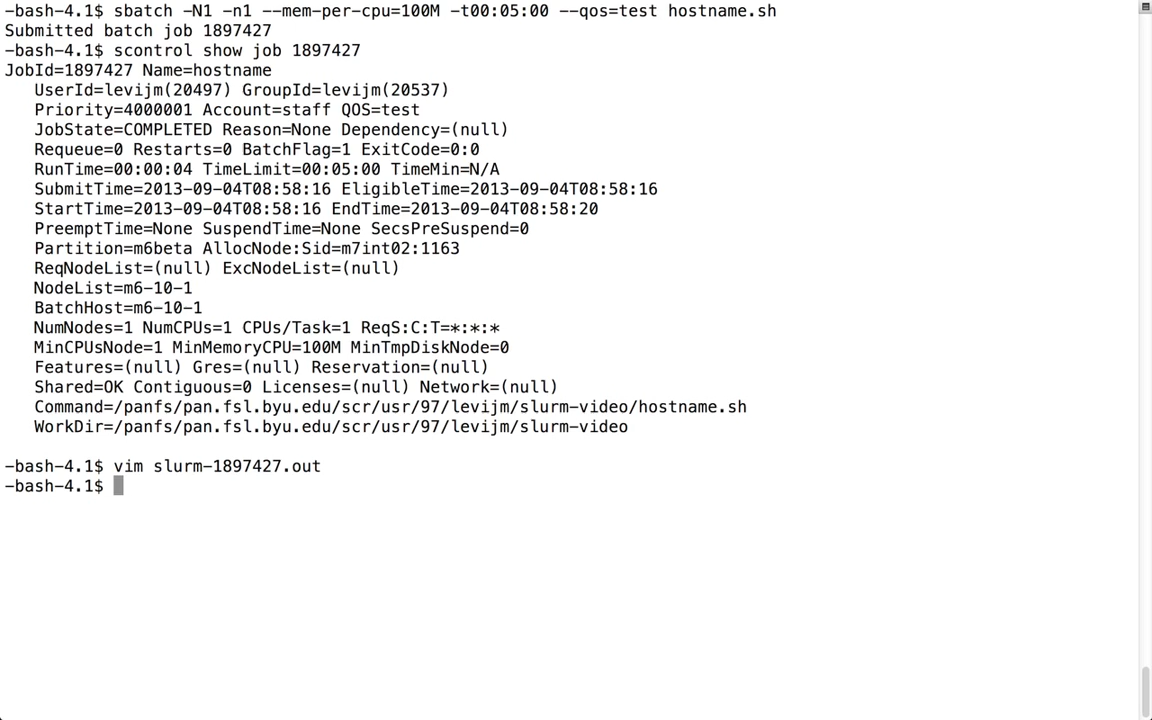 -bash-4.1$ sbatch -N1 -n1 --mem-per-cpu=100M -t00:05:00 --qos=test hostname.sh
Submitted batch job 1897427
-bash-4.1$ scontrol show job 1897427
JobId=1897427 Name=hostname
   UserId=levijm(20497) GroupId=levijm(20537)
   Priority=4000001 Account=staff QOS=test
   JobState=COMPLETED Reason=None Dependency=(null)
   Requeue=0 Restarts=0 BatchFlag=1 ExitCode=0:0
   RunTime=00:00:04 TimeLimit=00:05:00 TimeMin=N/A
   SubmitTime=2013-09-04T08:58:16 EligibleTime=2013-09-04T08:58:16
   StartTime=2013-09-04T08:58:16 EndTime=2013-09-04T08:58:20
   PreemptTime=None SuspendTime=None SecsPreSuspend=0
   Partition=m6beta AllocNode:Sid=m7int02:1163
   ReqNodeList=(null) ExcNodeList=(null)
   NodeList=m6-10-1
   BatchHost=m6-10-1
   NumNodes=1 NumCPUs=1 CPUs/Task=1 ReqS:C:T=*:*:*
   MinCPUsNode=1 MinMemoryCPU=100M MinTmpDiskNode=0
   Features=(null) Gres=(null) Reservation=(null)
   Shared=OK Contiguous=0 Licenses=(null) Network=(null)
   Command=/panfs/pan.fsl.byu.edu/scr/usr/97/levijm/slurm-video/hostname.sh
   WorkDir=/panfs/pan.fsl.byu.edu/scr/usr/97/levijm/slurm-video
-bash-4.1$ vim slurm-1897427.out
-bash-4.1$